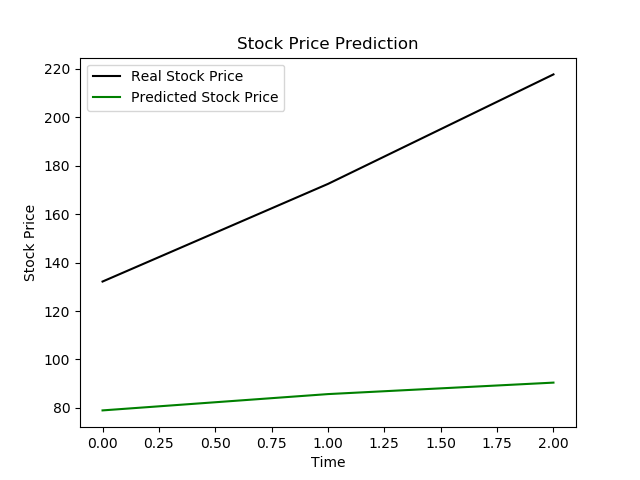 Stock Price Prediction
Real Stock Price
Predicted Stock Price
220
200
180
160
140
120
100
80
Stock Price
0.00 0.25 0.50 0.75 1.00 1.25 1.50 1.75 2.00
Time